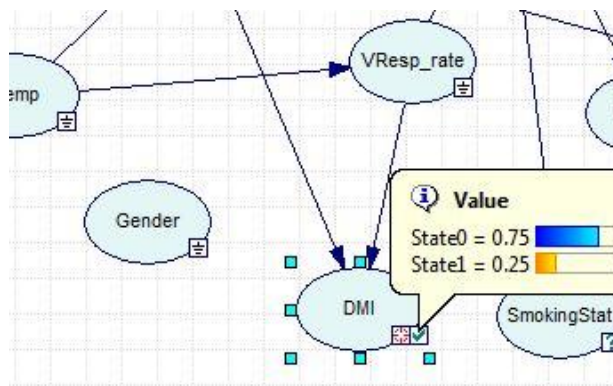 VResp_rate
emp
Gender
Value
State0 = 0.75
State1 = 0.25
DMI
SmokingStat
?